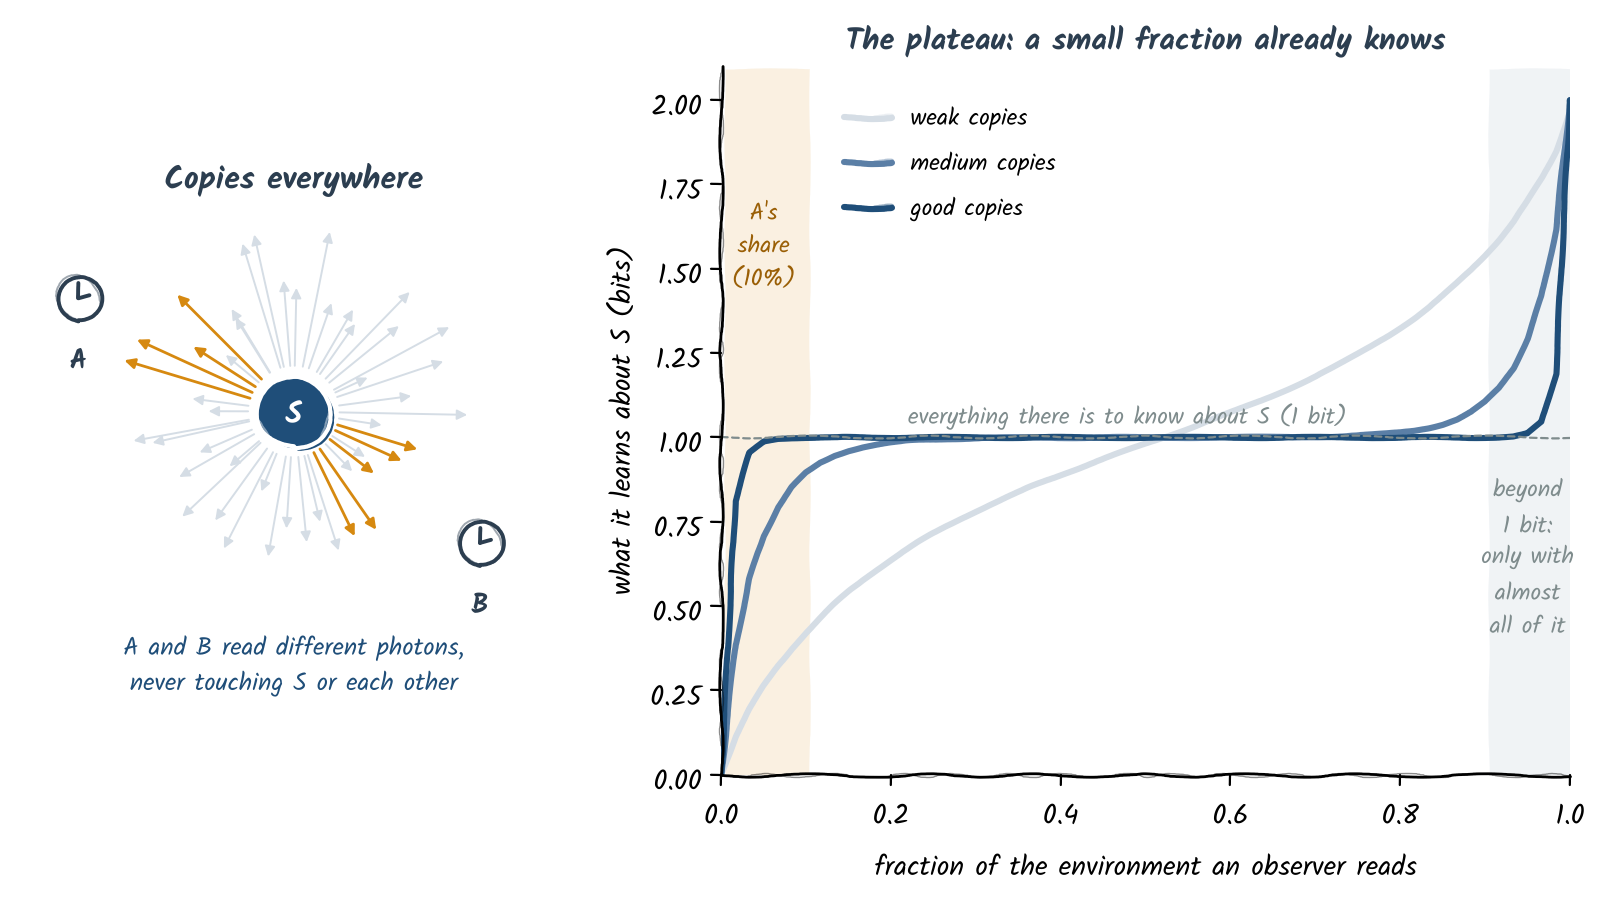 Copies everywhere
A
S
B
A and B read different photons,
never touching S or each other
The plateau: a small fraction already knows
what it learns about S (bits)
2.00
1.75
1.50
1.25
1.00
0.75
0.50
0.25
0.00
weak copies
medium copies
good copies
A's
share
(10%)
everything there is to know about S (1 bit)
beyond
1 bit:
only with
almost
all of it
0.0
0.2
0.4
0.6
0.8
1.0
fraction of the environment an observer reads